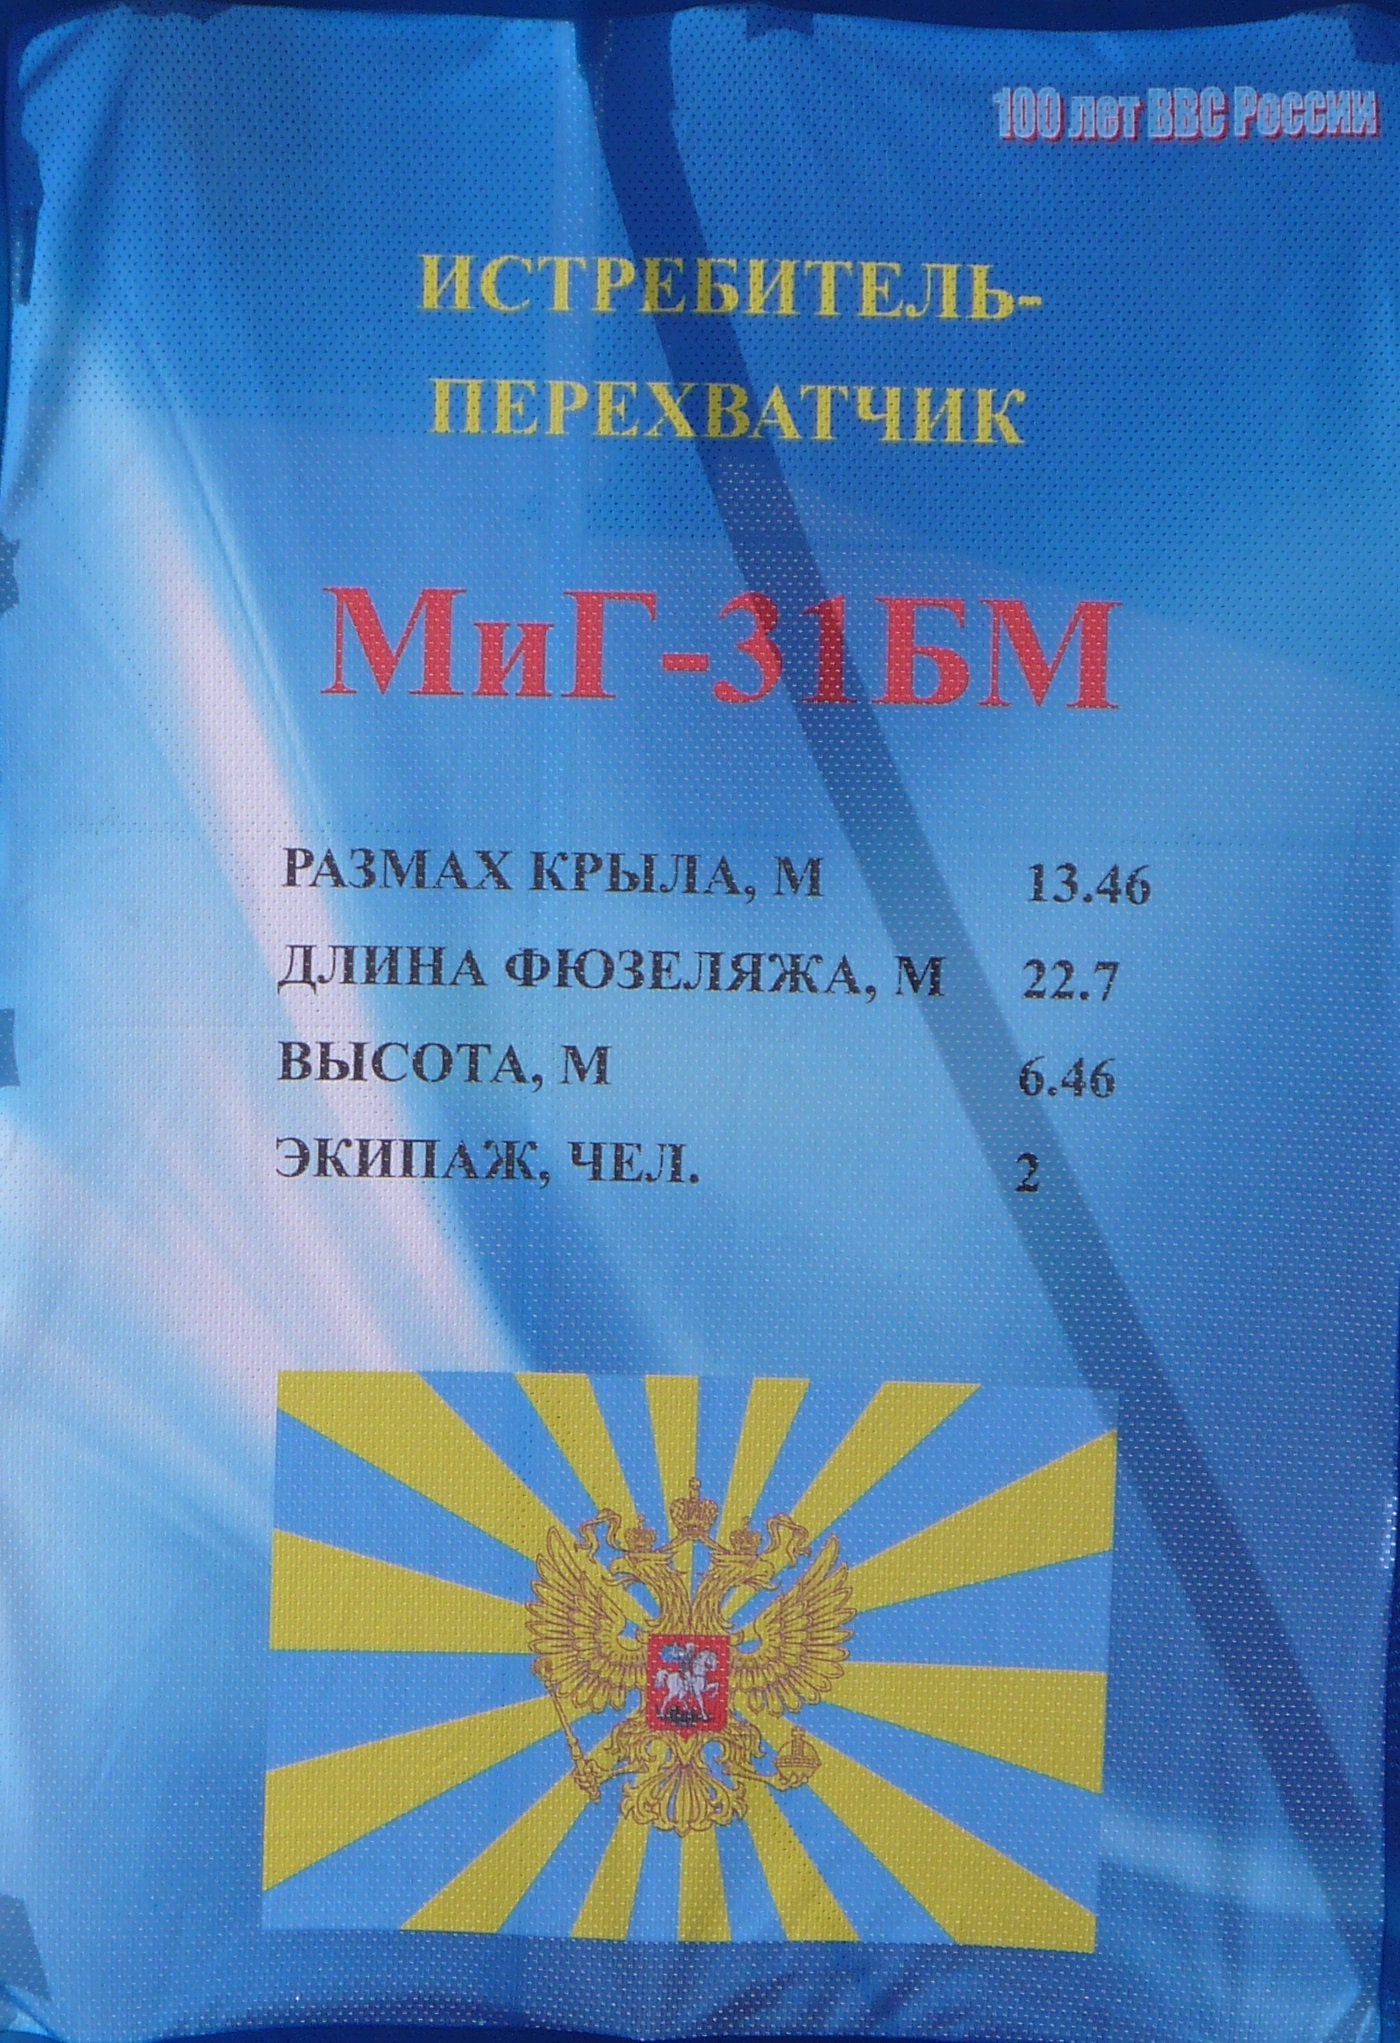 100 лет ВВС России
ИСТРЕБИТЕЛЬ-
ПЕРЕХВАТЧИК
МиГ-31БМ
РАЗМАХ КРЫЛА, М 13.46
ДЛИНА ФЮЗЕЛЯЖА, М 22.7
ВЫСОТА, М 6.46
ЭКИПАЖ, ЧЕЛ. 2